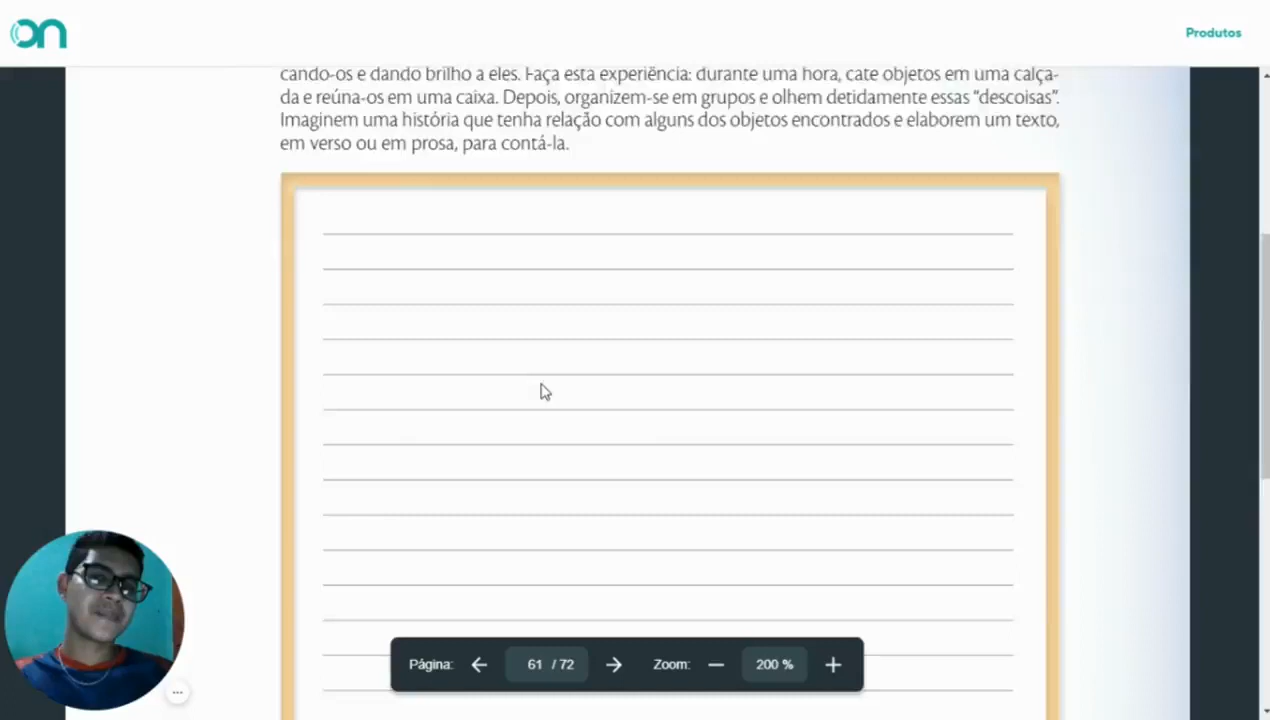 on
Produtos
cando-os e dando brilho a eles. Faça esta experiência: durante uma hora, cate objetos em uma calça-
da e reúna-os em uma caixa. Depois, organizem-se em grupos e olhem detidamente essas “descoisas”.
Imaginem uma história que tenha relação com alguns dos objetos encontrados e elaborem um texto,
em verso ou em prosa, para contá-la.
Página: 61 / 72 Zoom: 200 %